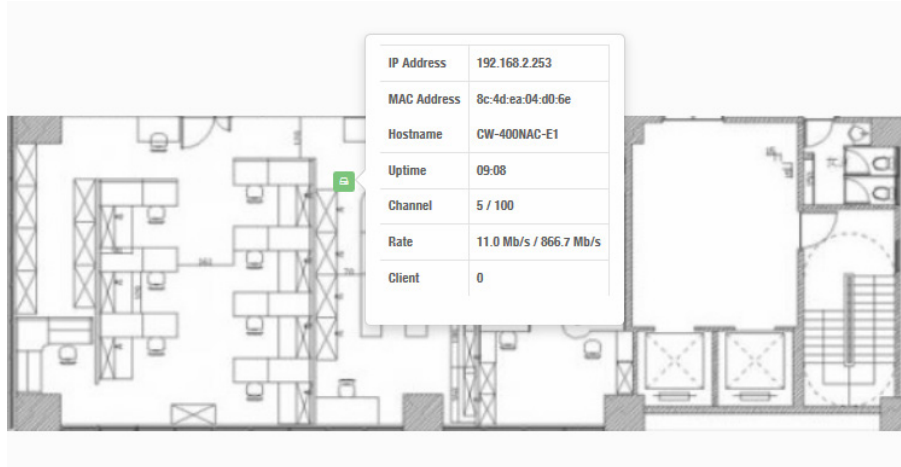 IP Address 192.168.2.253
MAC Address 8c:4d:ea:04:d0:6e
Hostname CW-400NAC-E1
Uptime 09:08
Channel 5 / 100
Rate 11.0 Mb/s / 866.7 Mb/s
Client 0